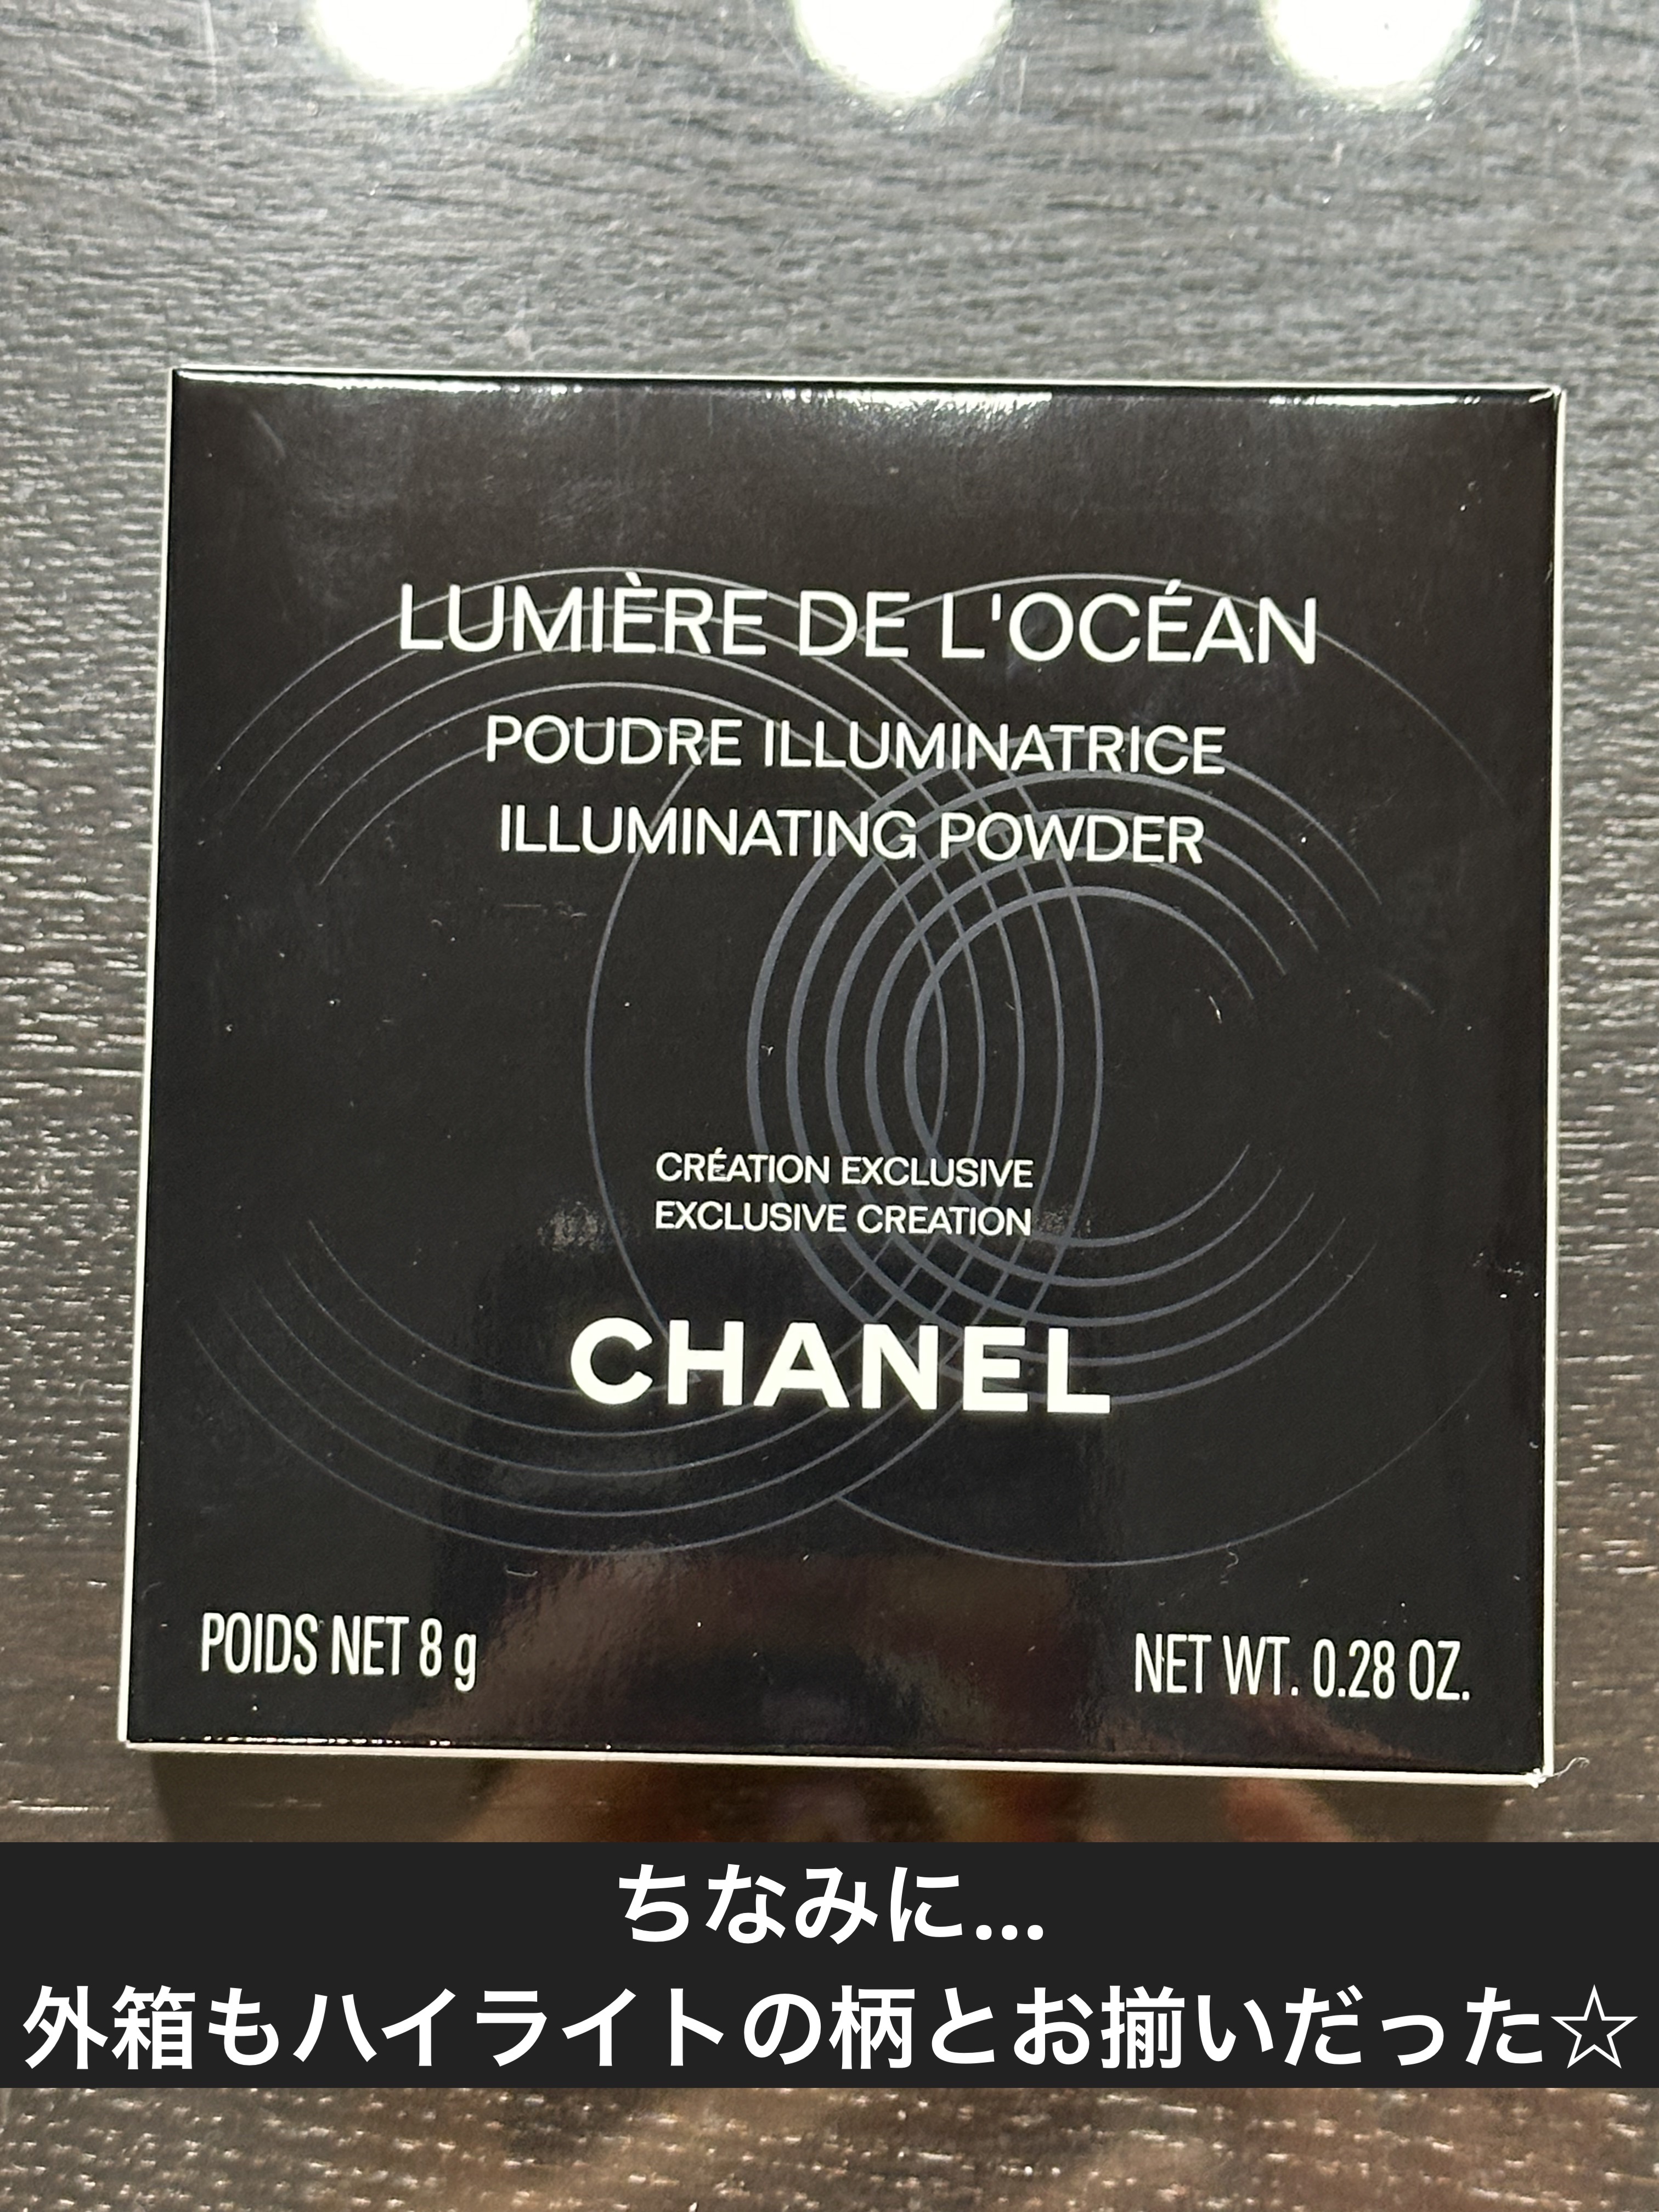 LUMIÈRE DE L'OCÉAN
POUDRE ILLUMINATRICE
ILLUMINATING POWDER
CRÉATION EXCLUSIVE
EXCLUSIVE CREATION
CHANEL
POIDS NET 8 g
NET WT. 0.28 OZ.
ちなみに...
外箱もハイライトの柄とお揃いだった☆